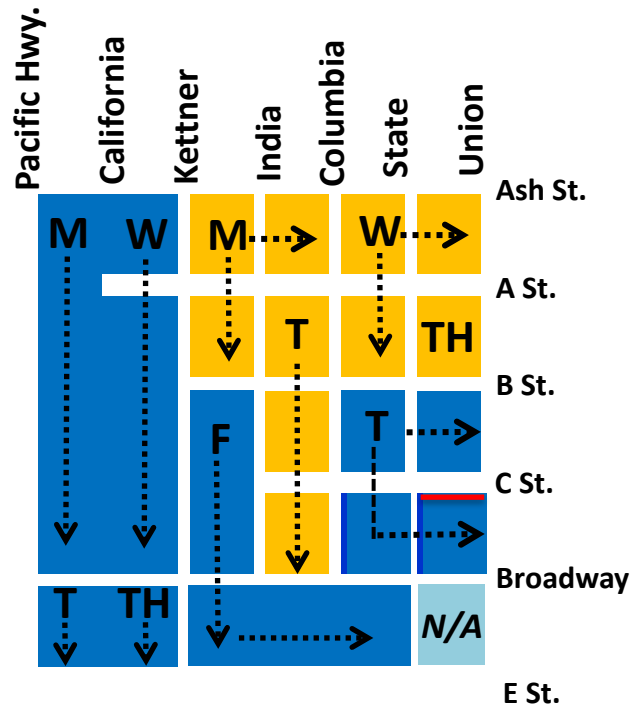 Pacific Hwy.
California
Kettner
India
Columbia
State
Union
Ash St.
M W M W
A St.
T TH
B St.
F T
C St.
Broadway
T TH N/A
E St.